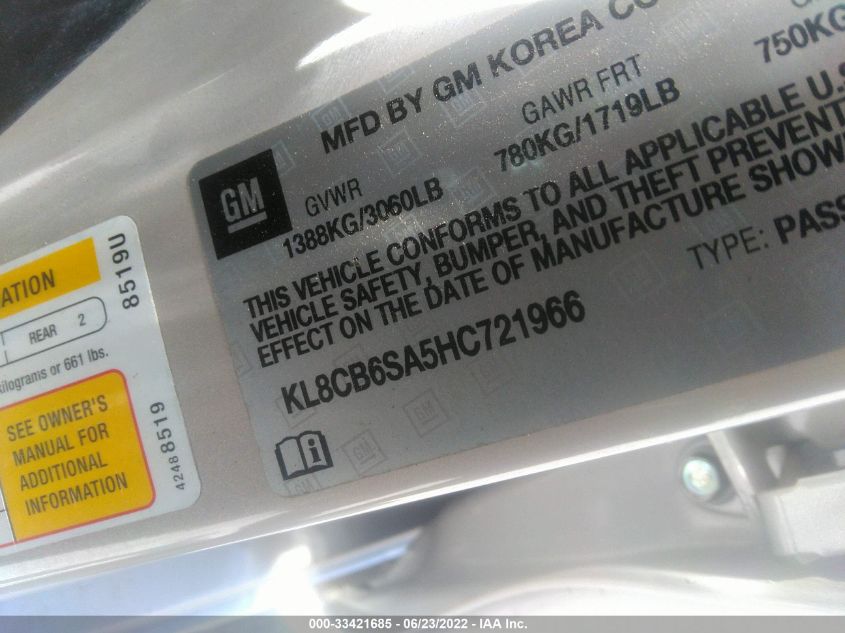 MFD BY GM KOREA CO
GM
GVWR
1388KG/3060LB
GAWR FRT
780KG/1719LB
750KG
THIS VEHICLE CONFORMS TO ALL APPLICABLE U.S
VEHICLE SAFETY, BUMPER, AND THEFT PREVENT
EFFECT ON THE DATE OF MANUFACTURE SHOW
KL8CB6SA5HC721966
TYPE: PASS
ATION
REAR 2
kilograms or 661 lbs.
8519U
SEE OWNER'S
MANUAL FOR
ADDITIONAL
INFORMATION
4248 8519
000-33421685 - 06/23/2022 - IAA Inc.